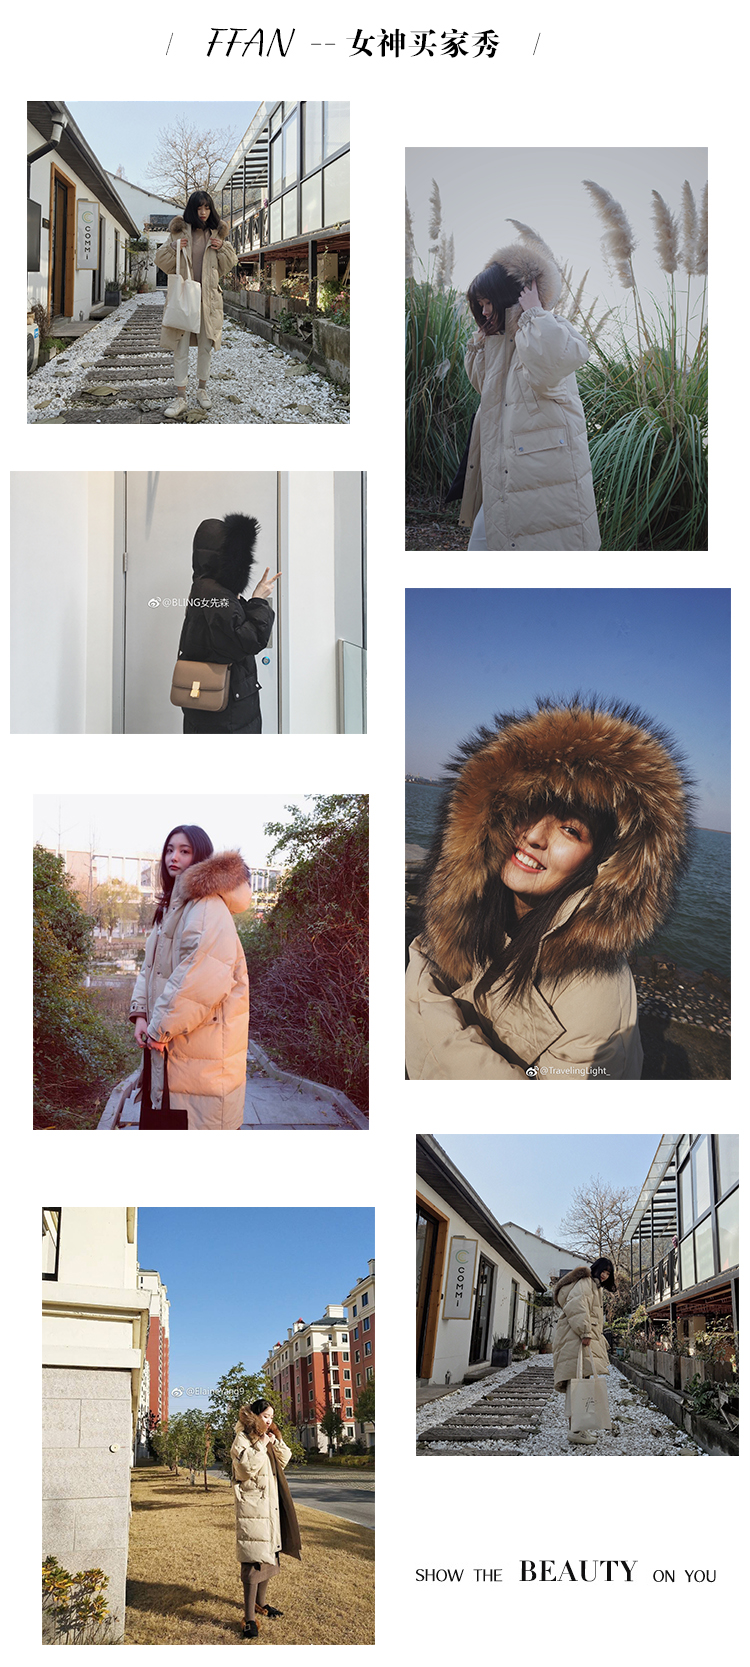 / FFAN -- 女神买家秀 /
COMMI
@BLING女先森
@TravelingLight_
COMMI
@ElaineYang9
SHOW THE BEAUTY ON YOU